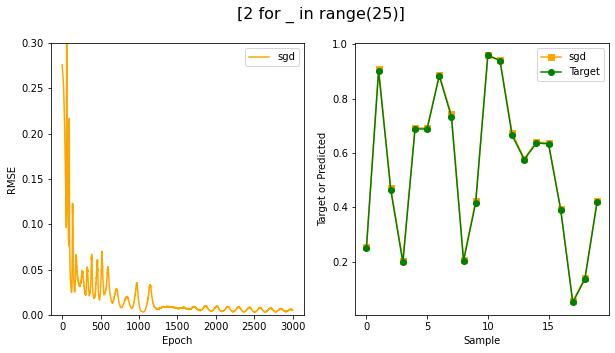 [2 for _ in range(25)]
sgd
RMSE
0.30
0.25
0.20
0.15
0.10
0.05
0.00
0 500 1000 1500 2000 2500 3000
Epoch
sgd
Target
Target or Predicted
1.0
0.8
0.6
0.4
0.2
0 5 10 15
Sample